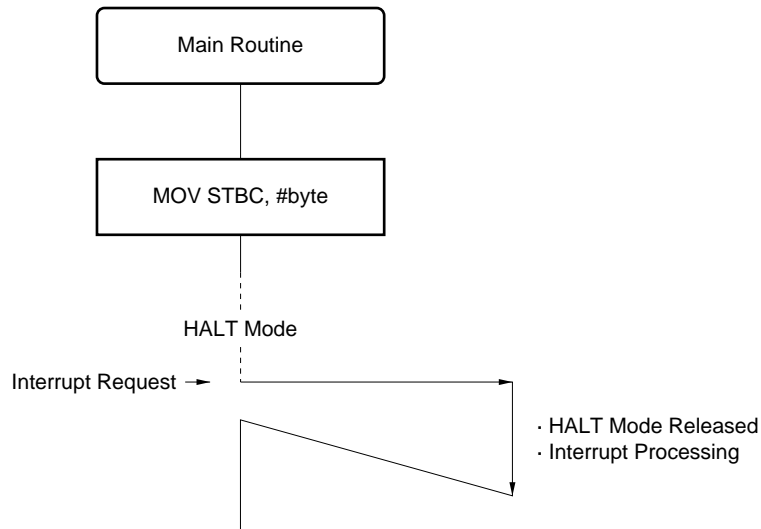 Main Routine
MOV STBC, #byte
HALT Mode
Interrupt Request
· HALT Mode Released
· Interrupt Processing